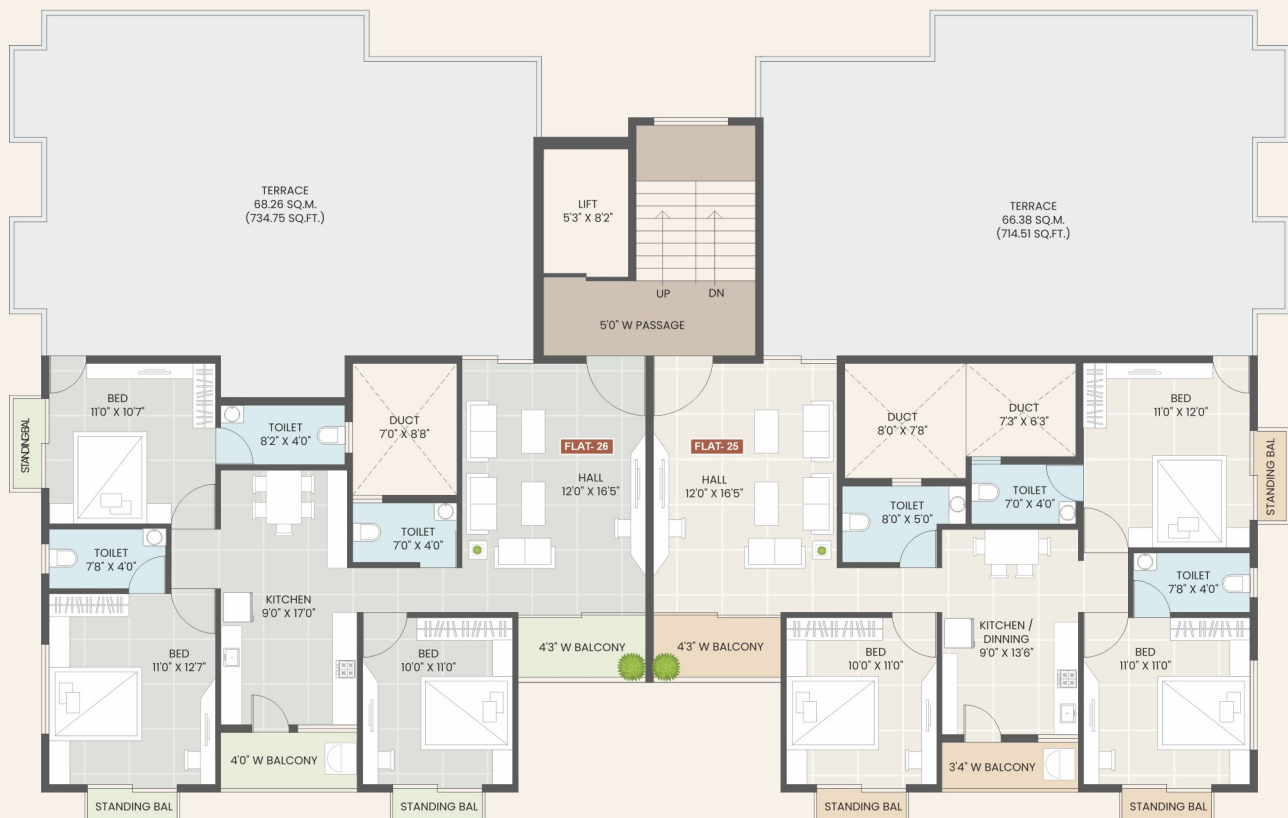 TERRACE
68.26 SQ.M.
(734.75 SQ.FT.)
LIFT
5'3" X 8'2"
TERRACE
66.38 SQ.M.
(714.51 SQ.FT.)
UP
DN
5'0" W PASSAGE
BED
11'0" X 10'7"
STANDING BAL
TOILET
8'2" X 4'0"
DUCT
7'0" X 8'8"
FLAT- 26
HALL
12'0" X 16'5"
TOILET
7'0" X 4'0"
TOILET
7'8" X 4'0"
KITCHEN
9'0" X 17'0"
BED
11'0" X 12'7"
BED
10'0" X 11'0"
4'3" W BALCONY
4'0" W BALCONY
STANDING BAL
STANDING BAL
FLAT- 25
HALL
12'0" X 16'5"
DUCT
8'0" X 7'8"
DUCT
7'3" X 6'3"
BED
11'0" X 12'0"
STANDING BAL
TOILET
8'0" X 5'0"
TOILET
7'0" X 4'0"
TOILET
7'8" X 4'0"
4'3" W BALCONY
BED
10'0" X 11'0"
KITCHEN /
DINNING
9'0" X 13'6"
BED
11'0" X 11'0"
3'4" W BALCONY
STANDING BAL
STANDING BAL